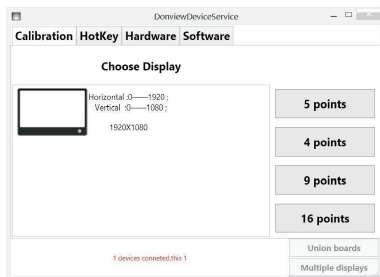 DonviewDeviceService
Calibration HotKey Hardware Software
Choose Display
Horizontal :0——1920 ;
Vertical :0——1080 ;
1920X1080
5 points
4 points
9 points
16 points
1 devices conneted,this 1
Union boards
Multiple displays